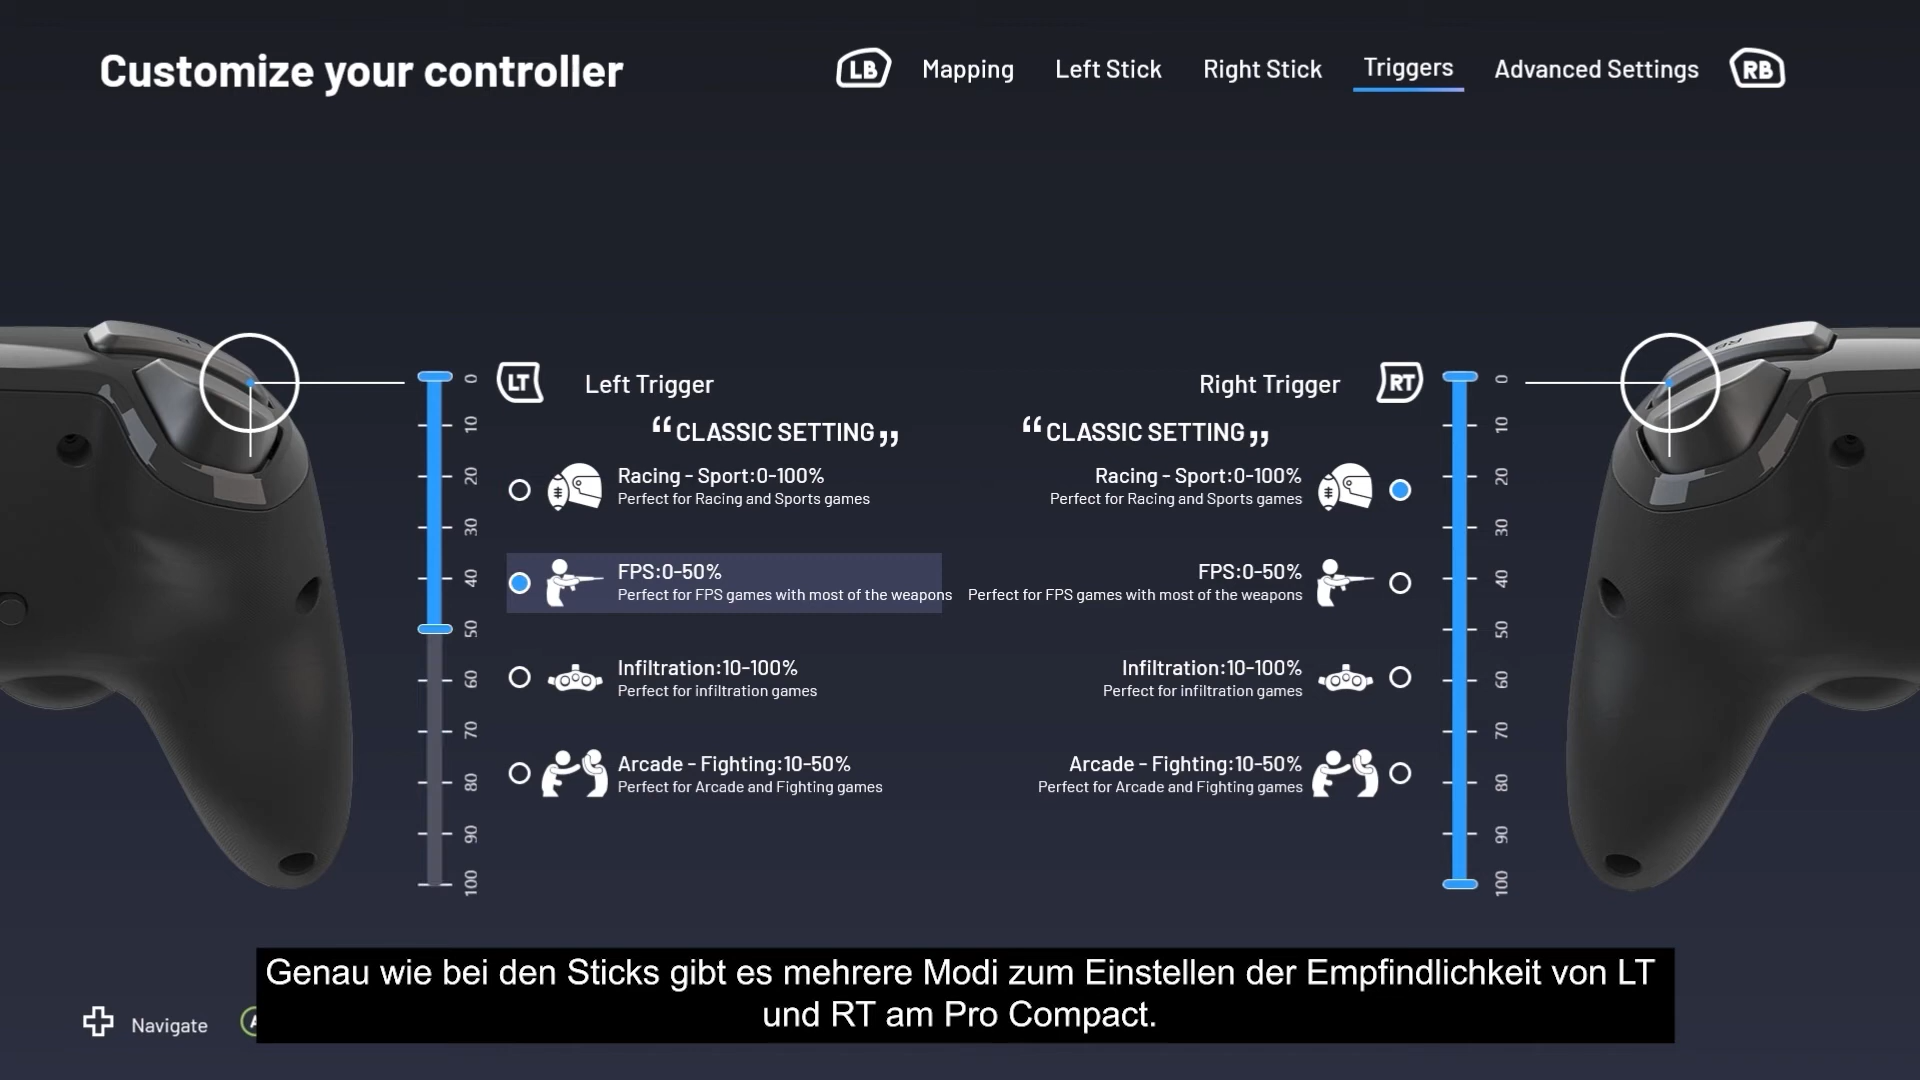 Customize your controller
LB Mapping Left Stick Right Stick Triggers Advanced Settings RB
LB
RB
0
10
20
30
40
50
60
70
80
90
100
LT Left Trigger
“CLASSIC SETTING„
Racing - Sport:0-100%
Perfect for Racing and Sports games
FPS:0-50%
Perfect for FPS games with most of the weapons
Infiltration:10-100%
Perfect for infiltration games
Arcade - Fighting:10-50%
Perfect for Arcade and Fighting games
Right Trigger RT
“CLASSIC SETTING„
Racing - Sport:0-100%
Perfect for Racing and Sports games
FPS:0-50%
Perfect for FPS games with most of the weapons
Infiltration:10-100%
Perfect for infiltration games
Arcade - Fighting:10-50%
Perfect for Arcade and Fighting games
0
10
20
30
40
50
60
70
80
90
100
Genau wie bei den Sticks gibt es mehrere Modi zum Einstellen der Empfindlichkeit von LT
und RT am Pro Compact.
Navigate A